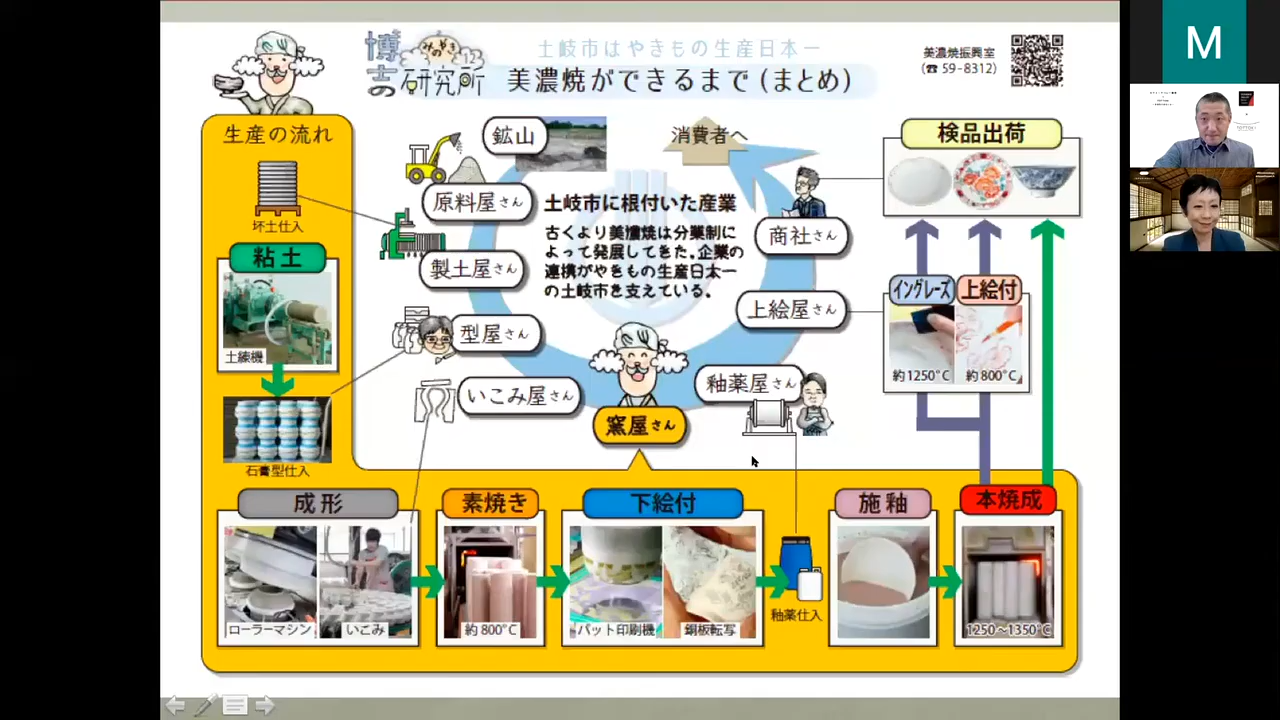 M
博士の
みのやき
123
研究所
土岐市はやきもの生産日本一
美濃焼ができるまで(まとめ)
美濃焼振興室
(☎ 59-8312)
生産の流れ
坏土仕入
粘土
土練機
石膏型仕入
鉱山
原料屋さん
製土屋さん
型屋さん
いこみ屋さん
窯屋さん
釉薬屋さん
上絵屋さん
商社さん
消費者へ
土岐市に根付いた産業
古くより美濃焼は分業制に
よって発展してきた。企業の
連携がやきもの生産日本一
の土岐市を支えている。
検品出荷
イングレーズ
上絵付
約1250°C
約800°C
成形
ローラーマシン
いこみ
素焼き
約800°C
下絵付
パット印刷機
銅板転写
釉薬仕入
施釉
本焼成
1250~1350°C